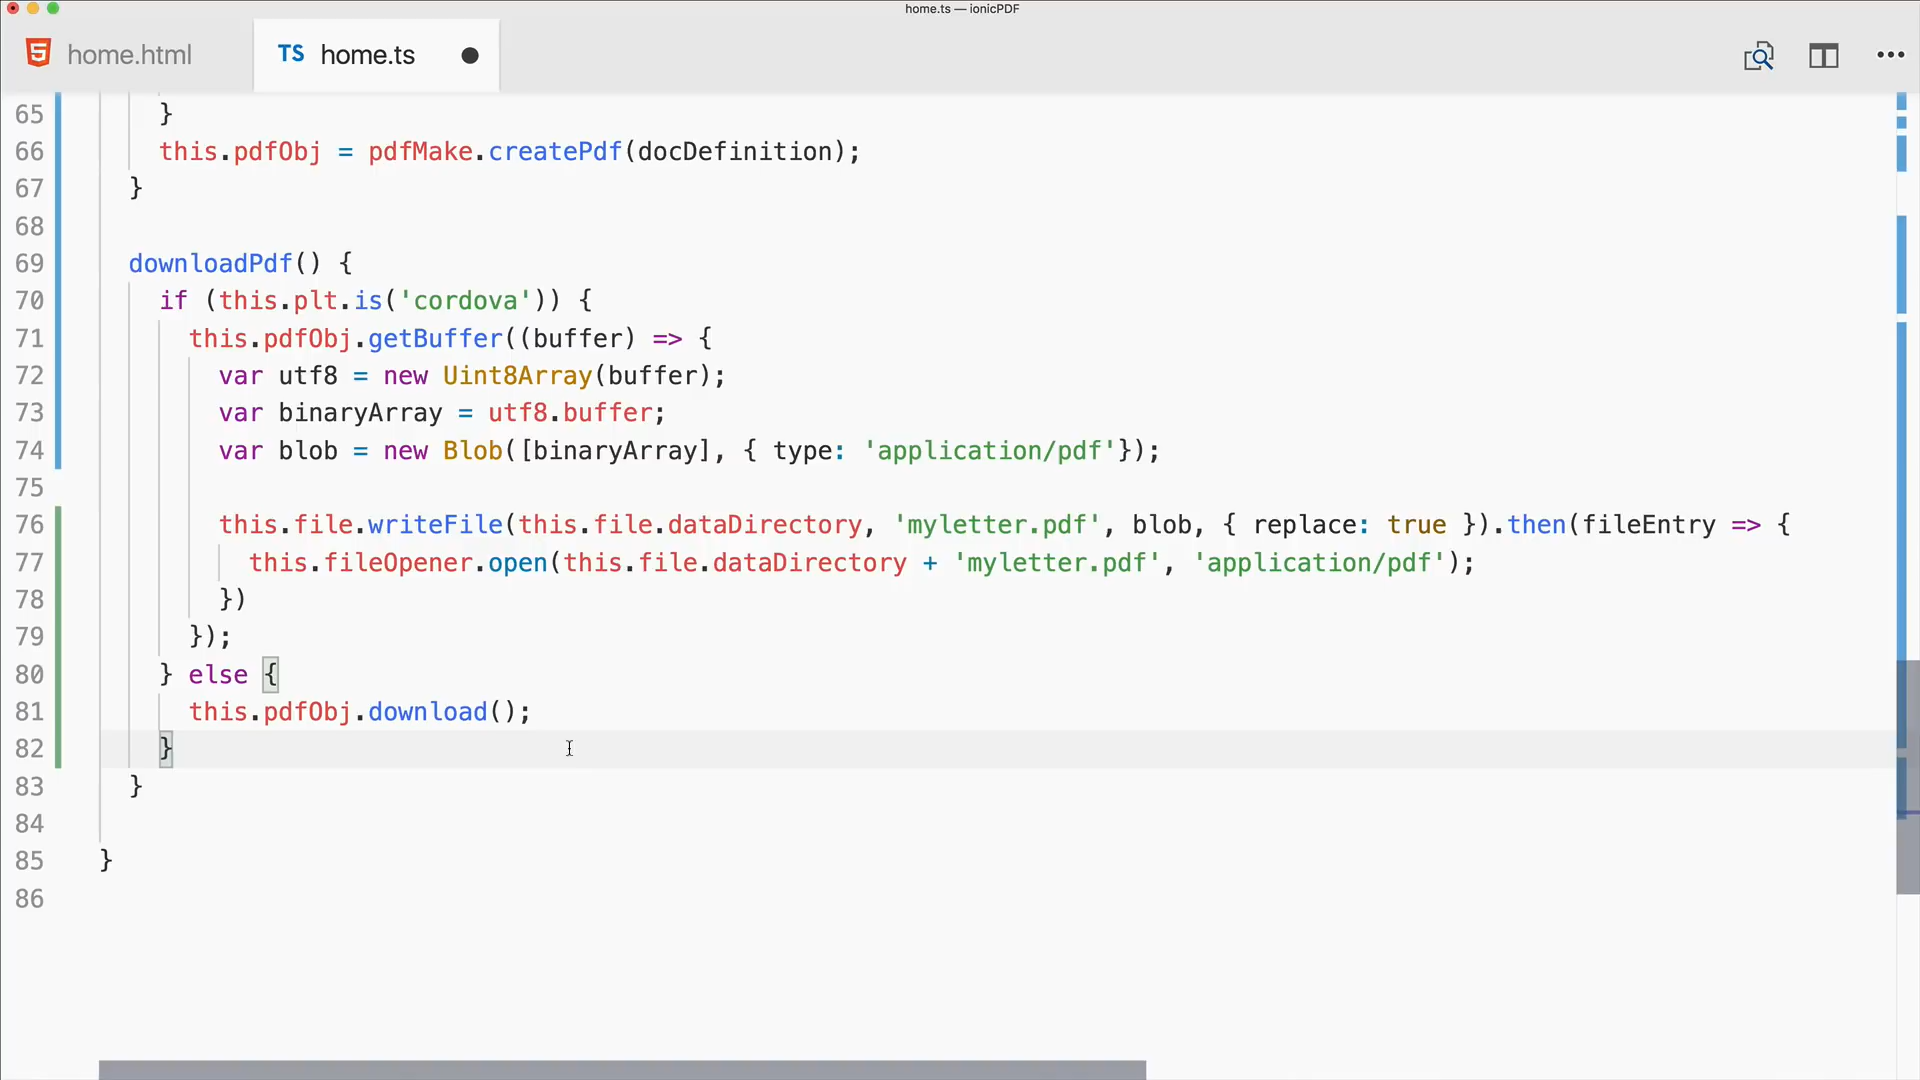 home.ts — ionicPDF
home.html
TS home.ts
65 }
66 this.pdfObj = pdfMake.createPdf(docDefinition);
67 }
68
69 downloadPdf() {
70 if (this.plt.is('cordova')) {
71 this.pdfObj.getBuffer((buffer) => {
72 var utf8 = new Uint8Array(buffer);
73 var binaryArray = utf8.buffer;
74 var blob = new Blob([binaryArray], { type: 'application/pdf'});
75
76 this.file.writeFile(this.file.dataDirectory, 'myletter.pdf', blob, { replace: true }).then(fileEntry => {
77 this.fileOpener.open(this.file.dataDirectory + 'myletter.pdf', 'application/pdf');
78 })
79 });
80 } else {
81 this.pdfObj.download();
82 }
83 }
84
85 }
86